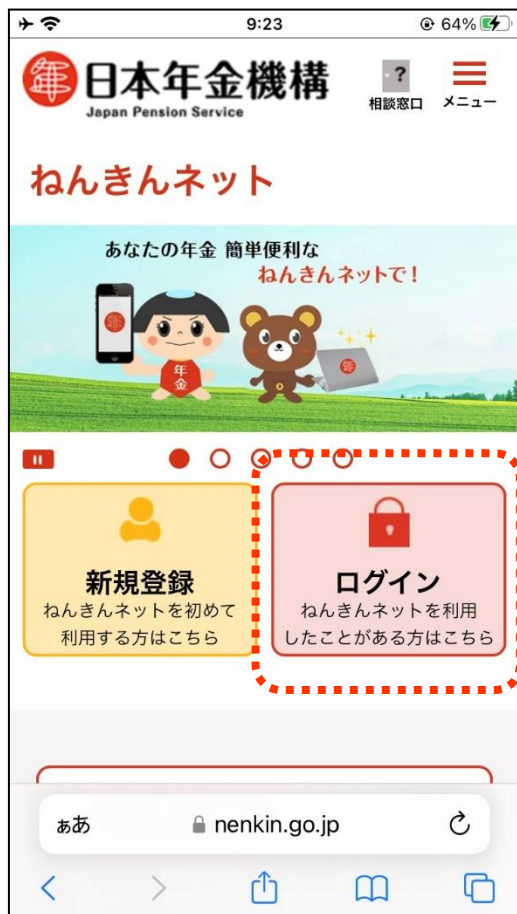 9:23
64%
年
日本年金機構
Japan Pension Service
?
相談窓口
メニュー
ねんきんネット
あなたの年金 簡単便利な
ねんきんネットで!
年
年
金
年
新規登録
ねんきんネットを初めて
利用する方はこちら
ログイン
ねんきんネットを利用
したことがある方はこちら
ぁあ
nenkin.go.jp